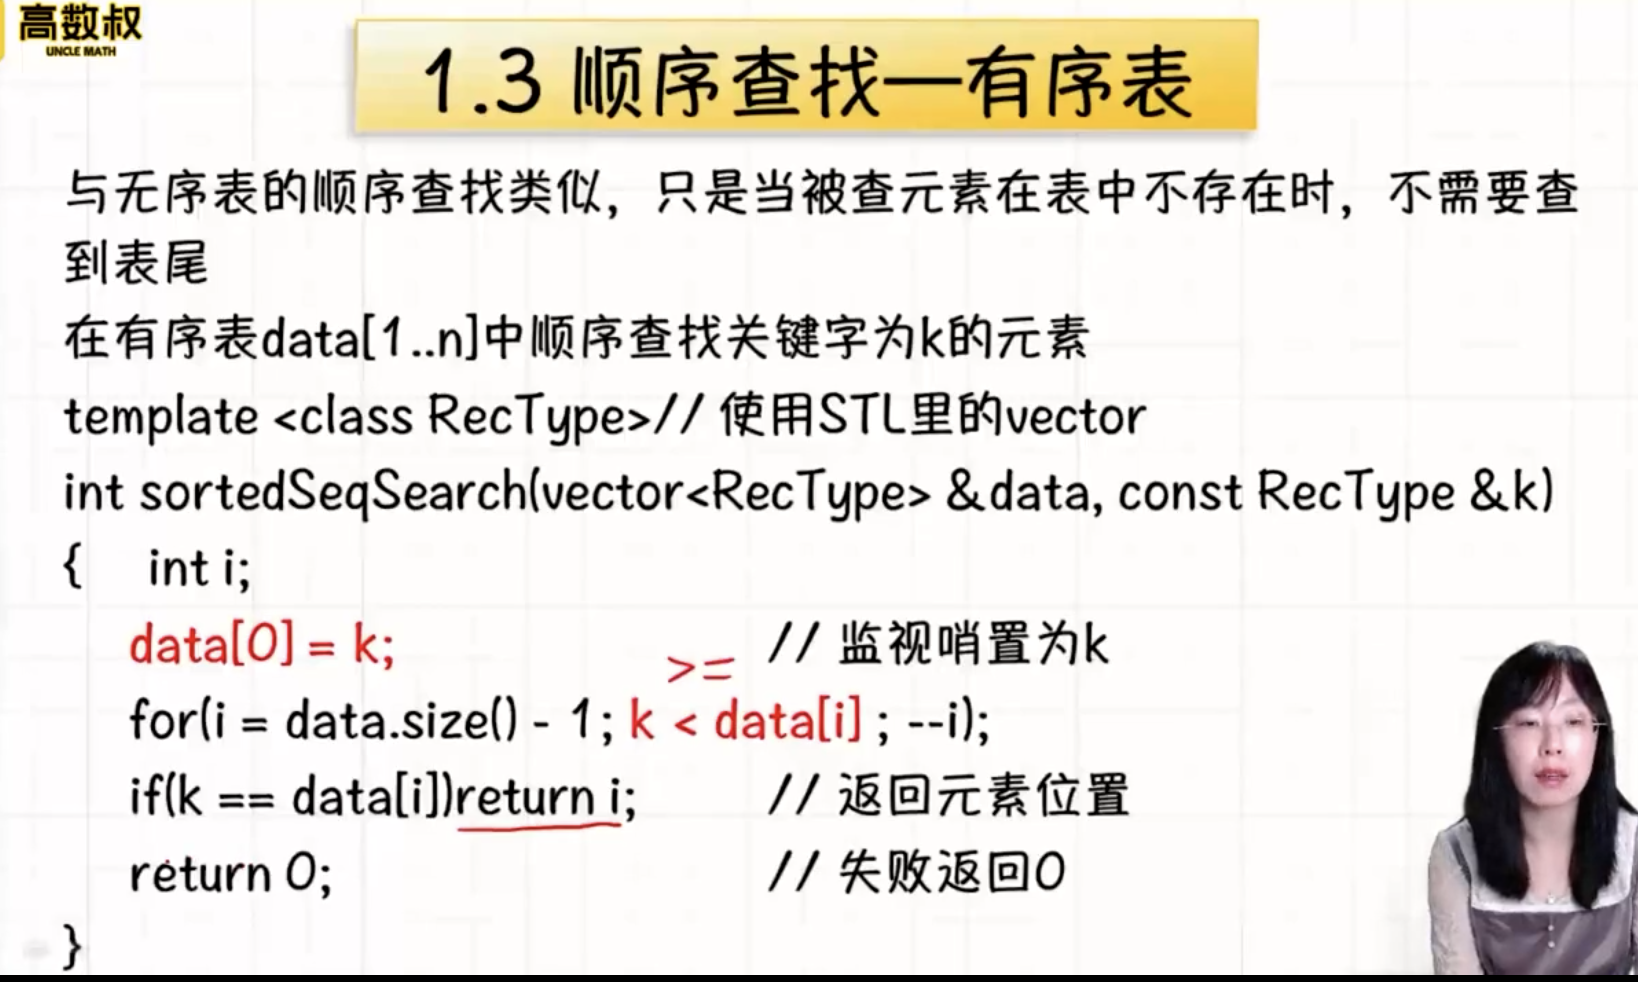 高数叔
UNCLE MATH
1.3 顺序查找—有序表
与无序表的顺序查找类似，只是当被查元素在表中不存在时，不需要查
到表尾
在有序表data[1..n]中顺序查找关键字为k的元素
template <class RecType>// 使用STL里的vector
int sortedSeqSearch(vector<RecType> &data, const RecType &k)
{ int i;
data[0] = k; // 监视哨置为k
>=
for(i = data.size() - 1; k < data[i] ; --i);
if(k == data[i])return i; // 返回元素位置
return 0; // 失败返回0
}